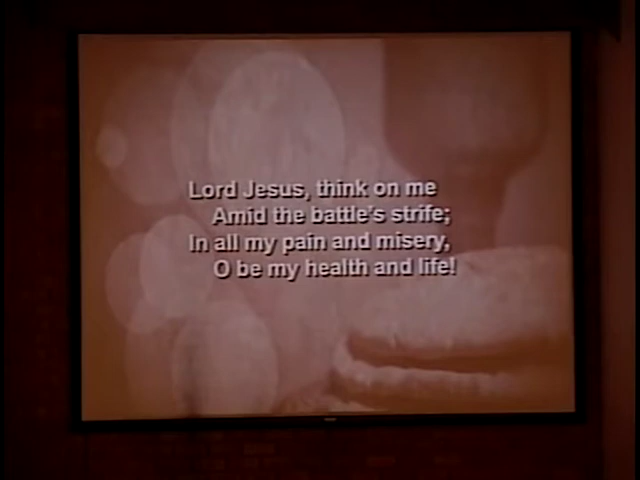 Lord Jesus, think on me
Amid the battle's strife;
In all my pain and misery,
O be my health and life!